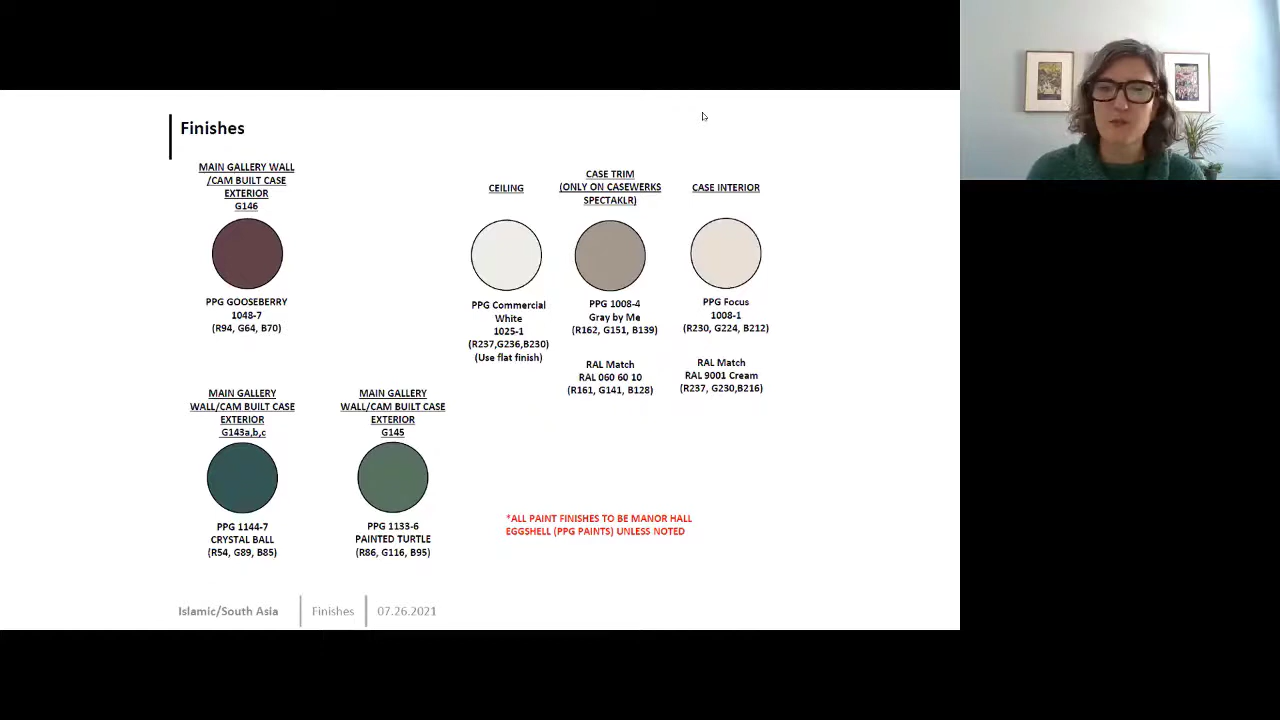 Finishes
MAIN GALLERY WALL
/CAM BUILT CASE
EXTERIOR
G146
PPG GOOSEBERRY
1048-7
(R94, G64, B70)
CEILING
PPG Commercial
White
1025-1
(R237,G236,B230)
(Use flat finish)
CASE TRIM
(ONLY ON CASEWERKS
SPECTAKLR)
PPG 1008-4
Gray by Me
(R162, G151, B139)
RAL Match
RAL 060 60 10
(R161, G141, B128)
CASE INTERIOR
PPG Focus
1008-1
(R230, G224, B212)
RAL Match
RAL 9001 Cream
(R237, G230,B216)
MAIN GALLERY
WALL/CAM BUILT CASE
EXTERIOR
G143a,b,c
PPG 1144-7
CRYSTAL BALL
(R54, G89, B85)
MAIN GALLERY
WALL/CAM BUILT CASE
EXTERIOR
G145
PPG 1133-6
PAINTED TURTLE
(R86, G116, B95)
*ALL PAINT FINISHES TO BE MANOR HALL
EGGSHELL (PPG PAINTS) UNLESS NOTED
Islamic/South Asia
Finishes
07.26.2021